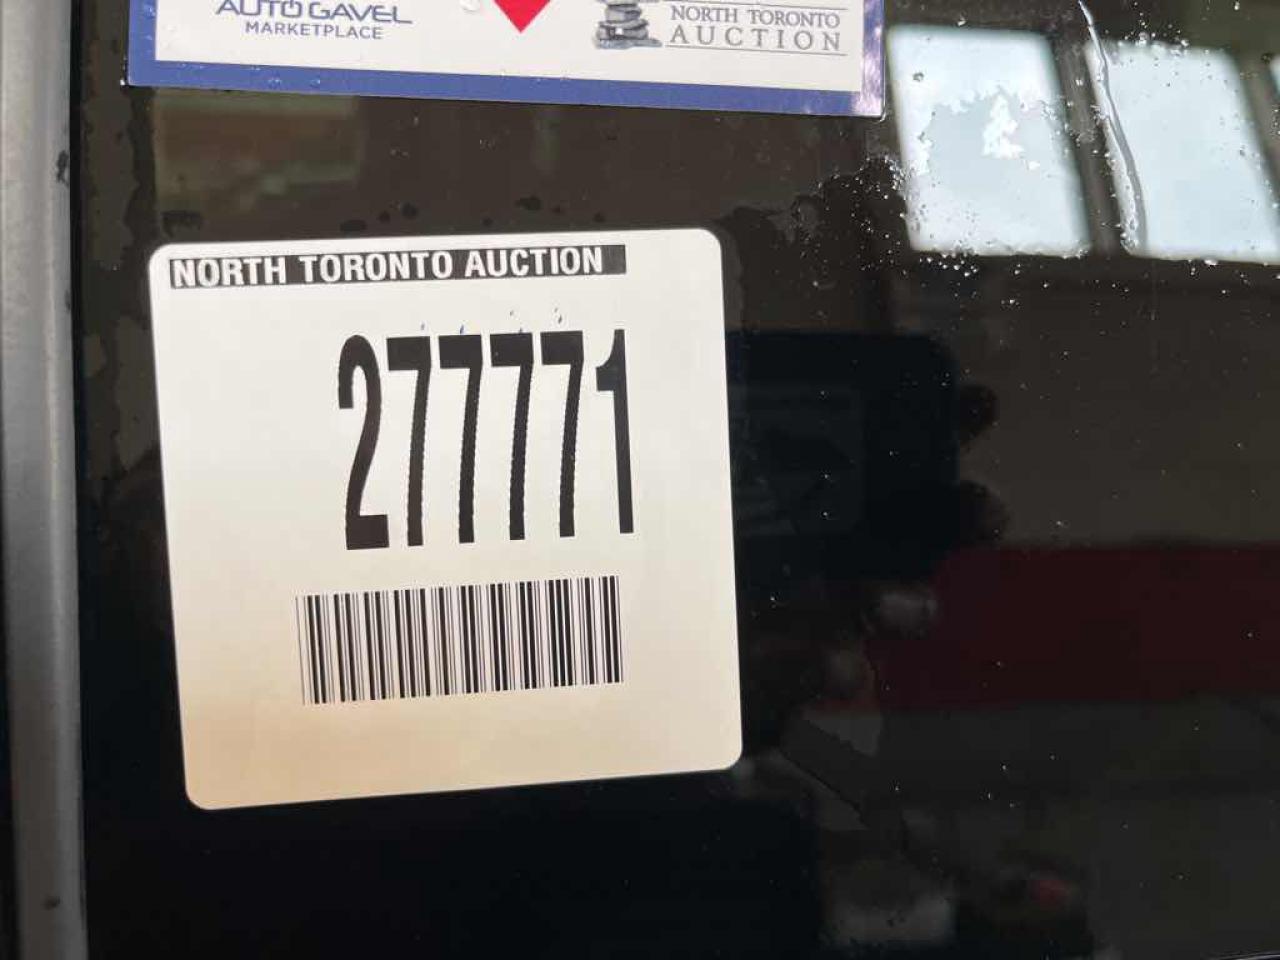 AUTO GAVEL
MARKETPLACE
NORTH TORONTO
AUCTION
NORTH TORONTO AUCTION
277771